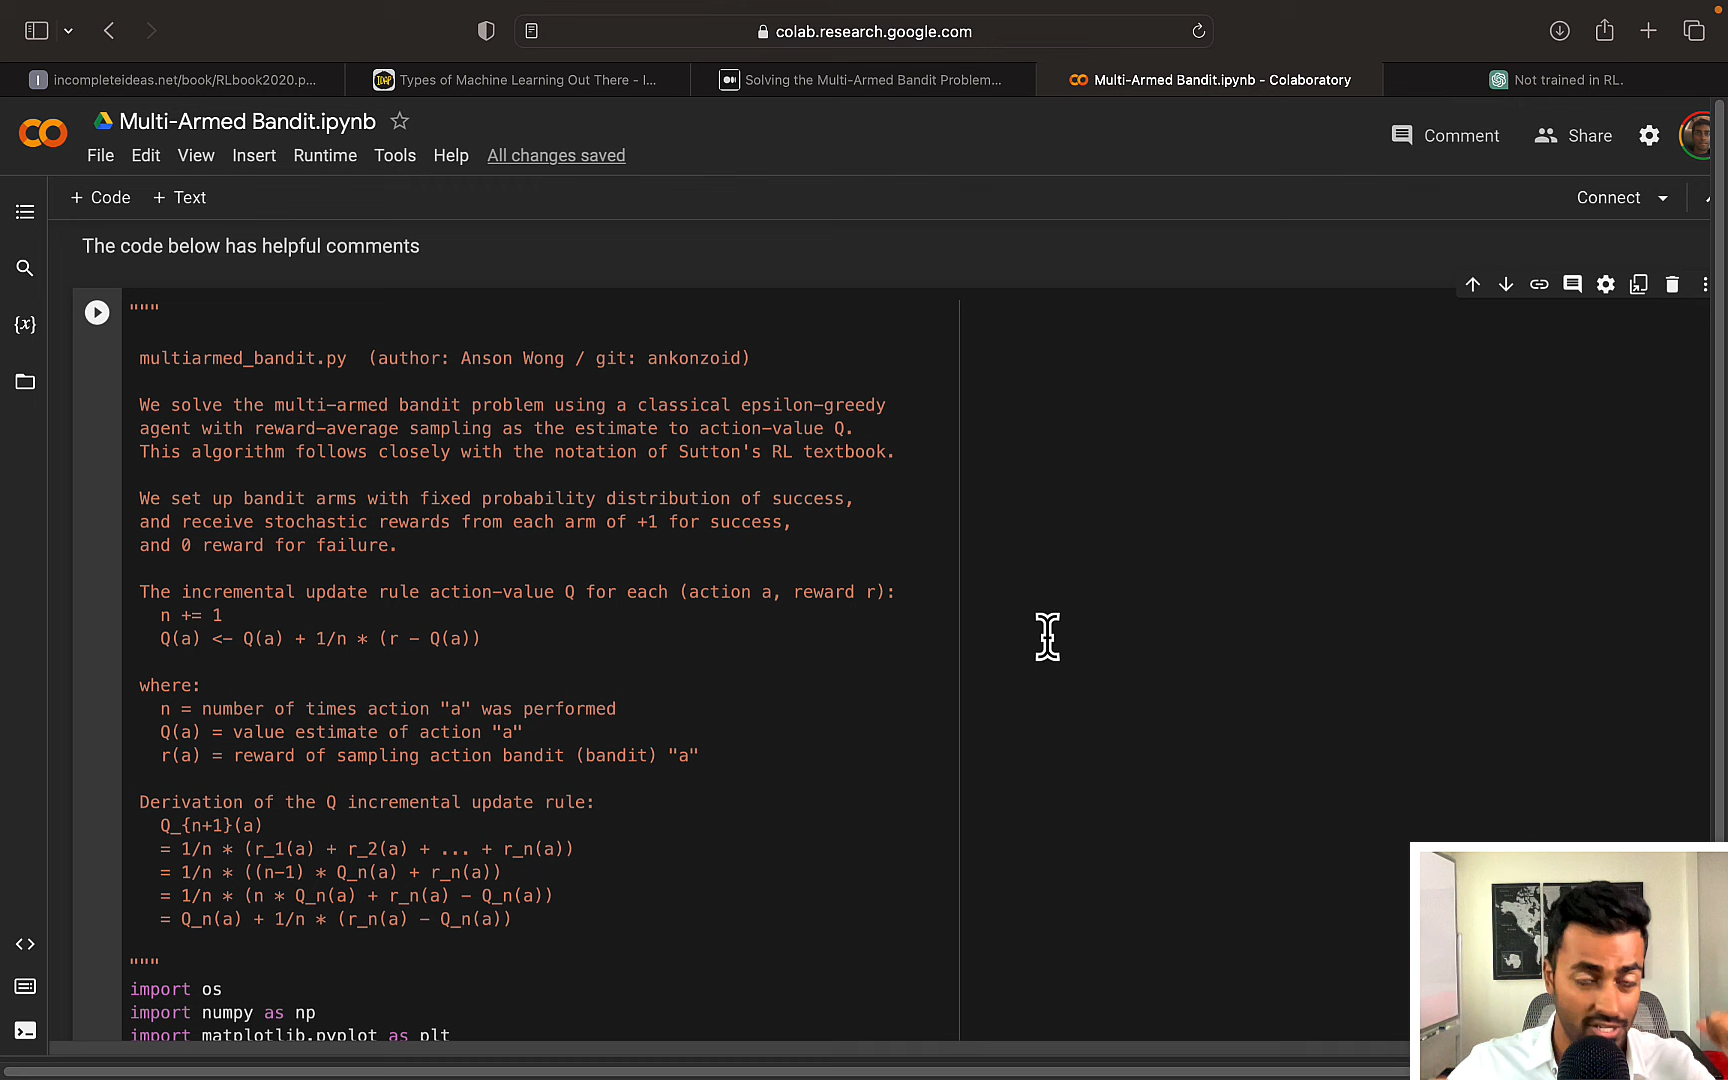 colab.research.google.com
incompleteideas.net/book/RLbook2020.p...
IDAP
Types of Machine Learning Out There - I...
Solving the Multi-Armed Bandit Problem...
Multi-Armed Bandit.ipynb - Colaboratory
Not trained in RL.
Multi-Armed Bandit.ipynb
Comment
Share
File Edit View Insert Runtime Tools Help All changes saved
+ Code + Text
Connect
The code below has helpful comments
"""
multiarmed_bandit.py (author: Anson Wong / git: ankonzoid)
We solve the multi-armed bandit problem using a classical epsilon-greedy
agent with reward-average sampling as the estimate to action-value Q.
This algorithm follows closely with the notation of Sutton's RL textbook.
We set up bandit arms with fixed probability distribution of success,
and receive stochastic rewards from each arm of +1 for success,
and 0 reward for failure.
The incremental update rule action-value Q for each (action a, reward r):
n += 1
Q(a) <- Q(a) + 1/n * (r - Q(a))
where:
n = number of times action "a" was performed
Q(a) = value estimate of action "a"
r(a) = reward of sampling action bandit (bandit) "a"
Derivation of the Q incremental update rule:
Q_{n+1}(a)
= 1/n * (r_1(a) + r_2(a) + ... + r_n(a))
= 1/n * ((n-1) * Q_n(a) + r_n(a))
= 1/n * (n * Q_n(a) + r_n(a) - Q_n(a))
= Q_n(a) + 1/n * (r_n(a) - Q_n(a))
"""
import os
import numpy as np
import matplotlib.pyplot as plt